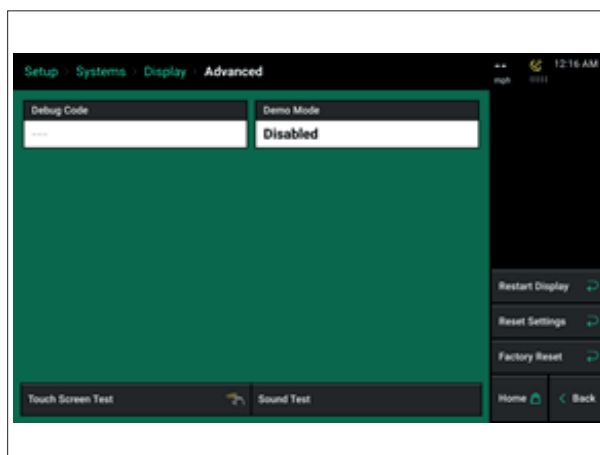 Setup > Systems > Display > Advanced
-- 12:16 AM
mph
Debug Code
Demo Mode
---
Disabled
Restart Display
Reset Settings
Factory Reset
Touch Screen Test
Sound Test
Home
< Back